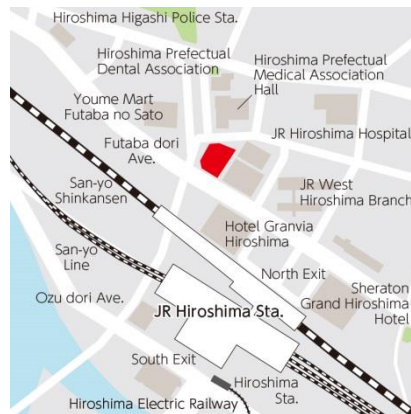 Hiroshima Higashi Police Sta.
Hiroshima Prefectual
Dental Association
Hiroshima Prefectual
Medical Association
Hall
Youme Mart
Futaba no Sato
Futaba dori
Ave.
JR Hiroshima Hospital
San-yo
Shinkansen
JR West
Hiroshima Branch
Hotel Granvia
Hiroshima
San-yo
Line
North Exit
Sheraton
Grand Hiroshima
Hotel
Ozu dori Ave.
JR Hiroshima Sta.
South Exit
Hiroshima
Sta.
Hiroshima Electric Railway